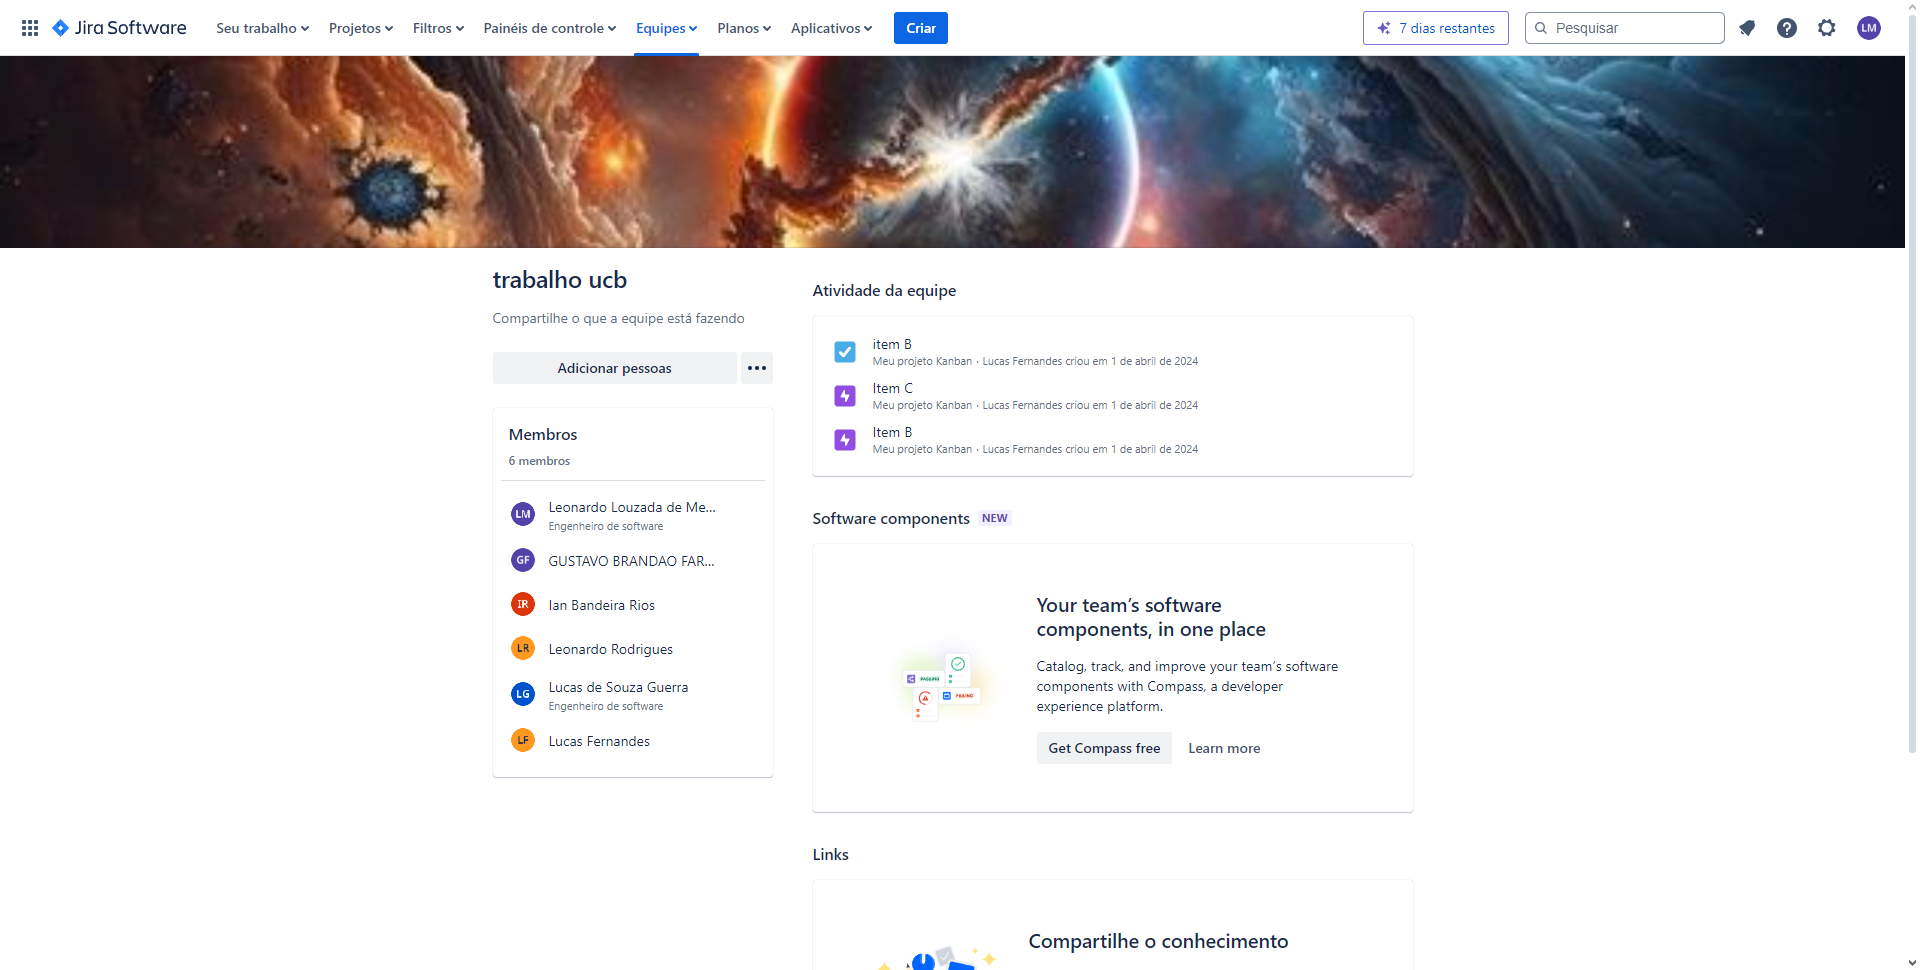 Jira Software
Seu trabalho
Projetos
Filtros
Painéis de controle
Equipes
Planos
Aplicativos
Criar
7 dias restantes
Pesquisar
LM
trabalho ucb
Compartilhe o que a equipe está fazendo
Adicionar pessoas
Membros
6 membros
LM
Leonardo Louzada de Me...
Engenheiro de software
GF
GUSTAVO BRANDAO FAR...
IR
Ian Bandeira Rios
LR
Leonardo Rodrigues
LG
Lucas de Souza Guerra
Engenheiro de software
LF
Lucas Fernandes
Atividade da equipe
item B
Meu projeto Kanban · Lucas Fernandes criou em 1 de abril de 2024
Item C
Meu projeto Kanban · Lucas Fernandes criou em 1 de abril de 2024
Item B
Meu projeto Kanban · Lucas Fernandes criou em 1 de abril de 2024
Software components NEW
PASSING
FAILING
Your team’s software
components, in one place
Catalog, track, and improve your team’s software
components with Compass, a developer
experience platform.
Get Compass free
Learn more
Links
Compartilhe o conhecimento